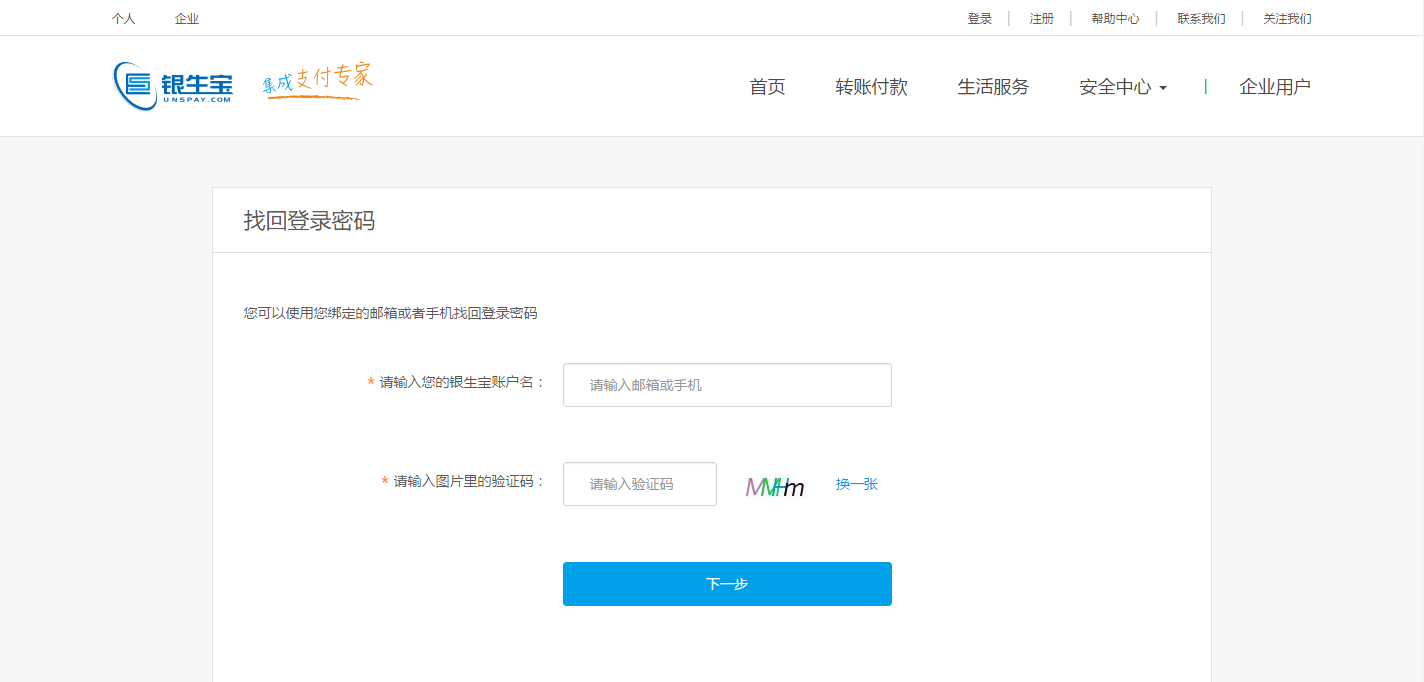 个人 企业 登录 | 注册 | 帮助中心 | 联系我们 | 关注我们
银生宝 UNSPAY.COM 集成支付专家 首页 转账付款 生活服务 安全中心 | 企业用户
找回登录密码
您可以使用您绑定的邮箱或者手机找回登录密码
* 请输入您的银生宝账户名： 请输入邮箱或手机
* 请输入图片里的验证码： 请输入验证码 MMHm 换一张
下一步